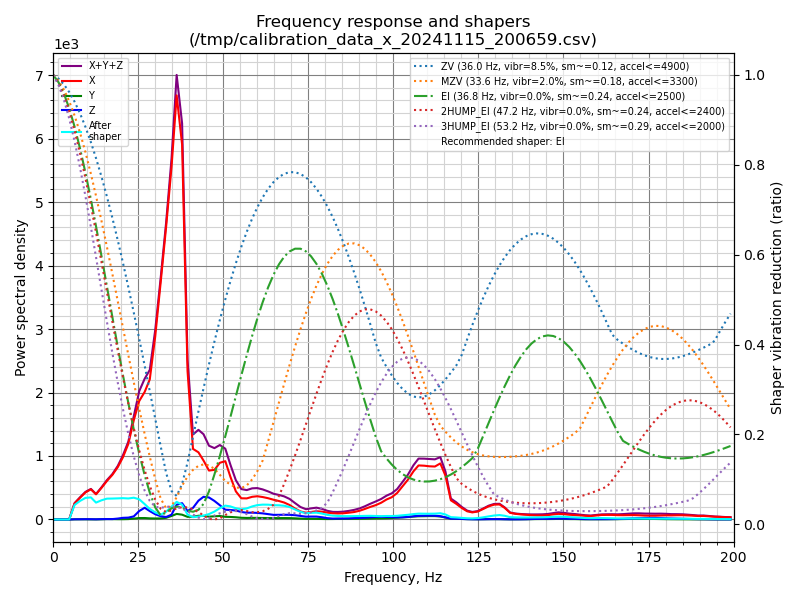 Frequency response and shapers
(/tmp/calibration_data_x_20241115_200659.csv)
1e3
X+Y+Z
X
Y
Z
After
shaper
ZV (36.0 Hz, vibr=8.5%, sm~=0.12, accel<=4900)
MZV (33.6 Hz, vibr=2.0%, sm~=0.18, accel<=3300)
EI (36.8 Hz, vibr=0.0%, sm~=0.24, accel<=2500)
2HUMP_EI (47.2 Hz, vibr=0.0%, sm~=0.24, accel<=2400)
3HUMP_EI (53.2 Hz, vibr=0.0%, sm~=0.29, accel<=2000)
Recommended shaper: EI
7
6
5
4
3
2
1
0
Power spectral density
1.0
0.8
0.6
0.4
0.2
0.0
Shaper vibration reduction (ratio)
0 25 50 75 100 125 150 175 200
Frequency, Hz